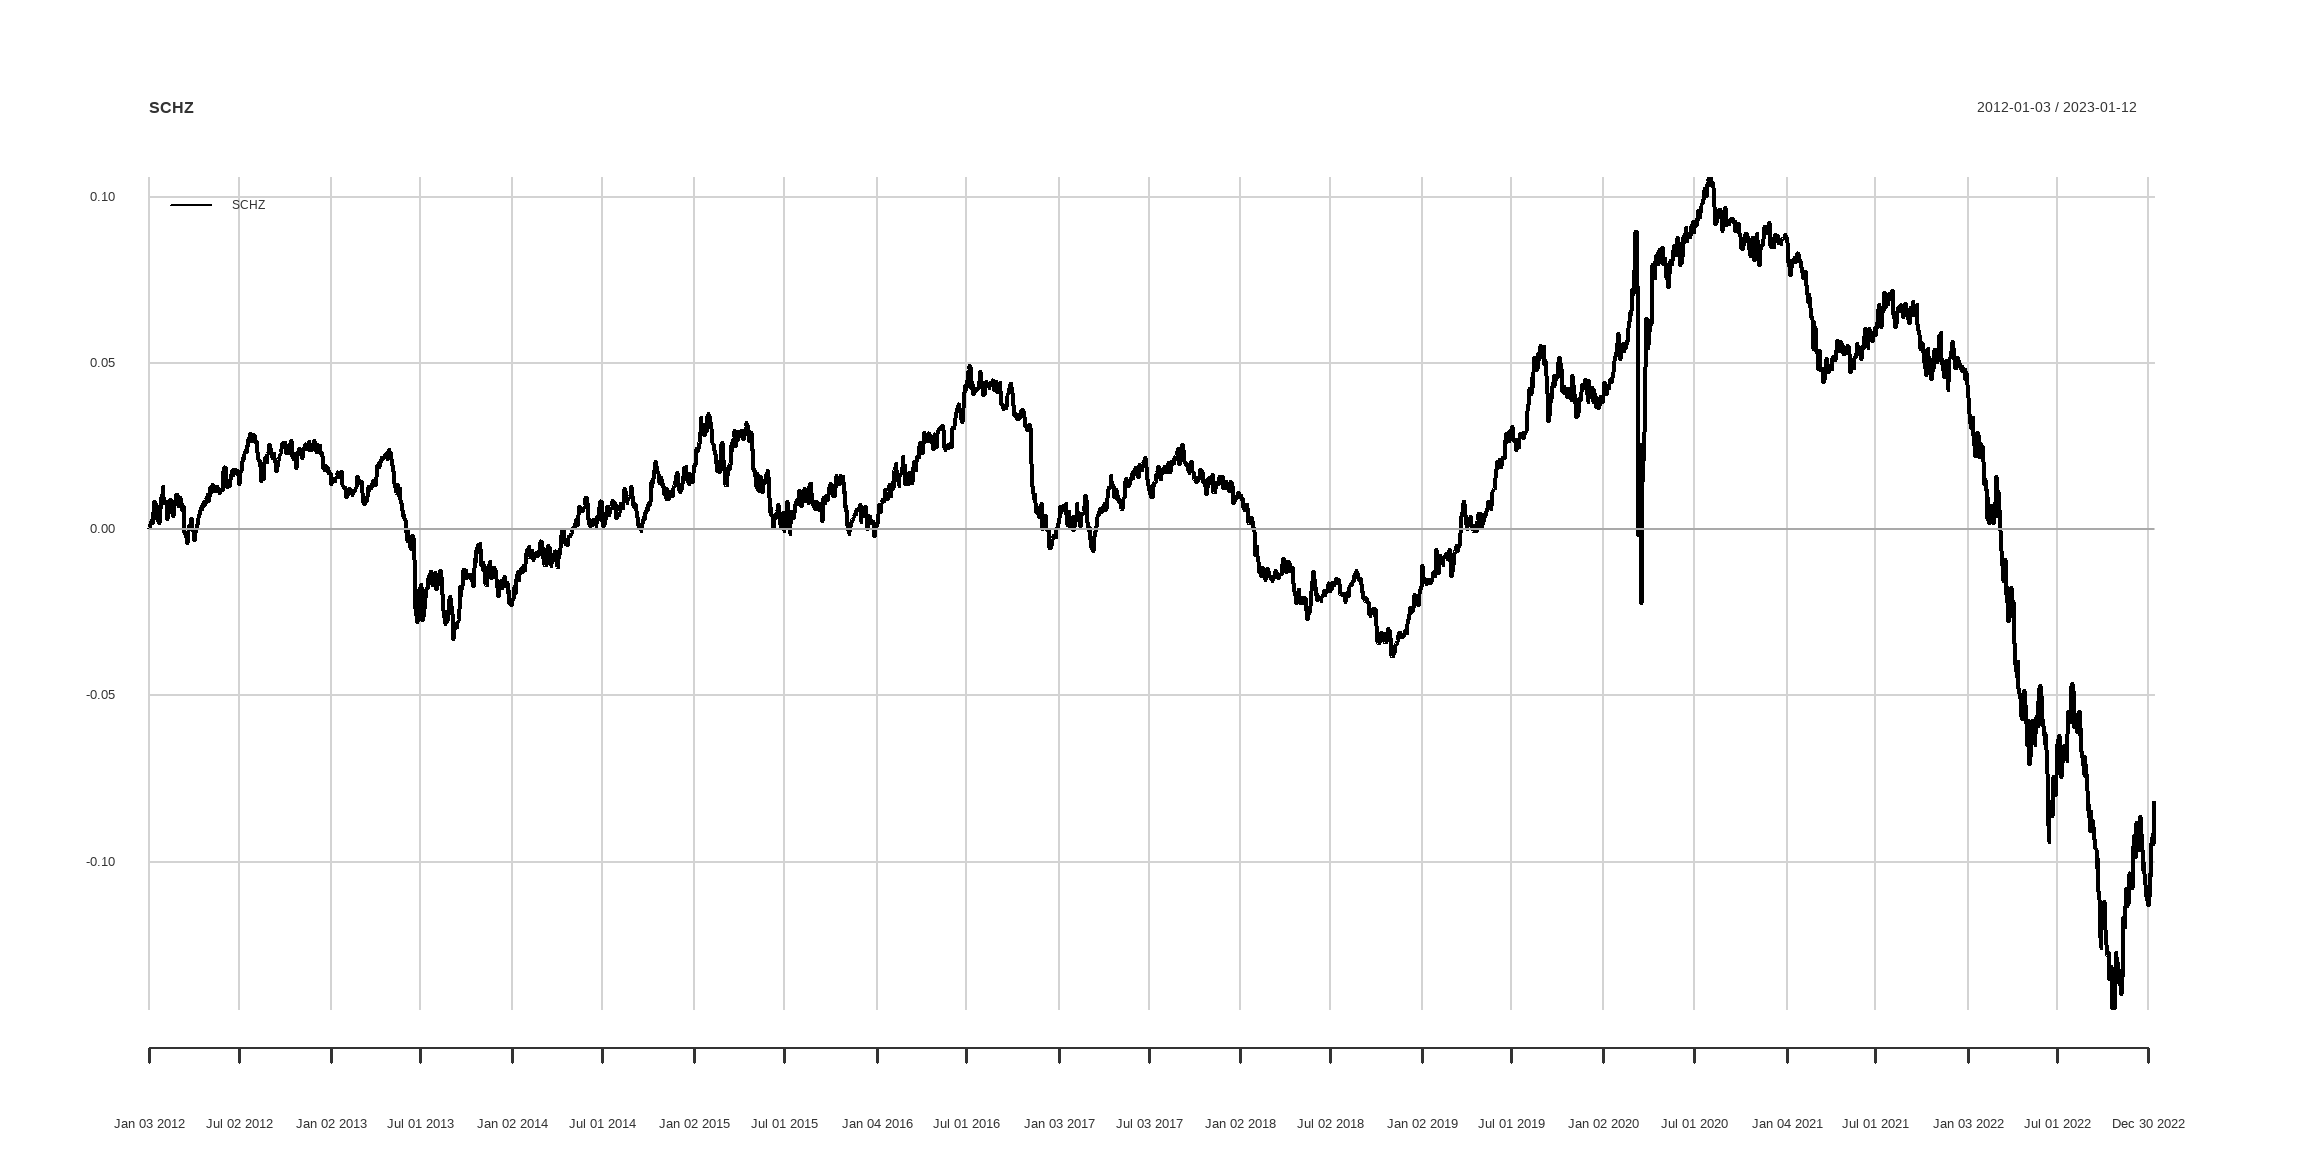 SCHZ
2012-01-03 / 2023-01-12
SCHZ
0.10
0.05
0.00
-0.05
-0.10
Jan 03 2012
Jul 02 2012
Jan 02 2013
Jul 01 2013
Jan 02 2014
Jul 01 2014
Jan 02 2015
Jul 01 2015
Jan 04 2016
Jul 01 2016
Jan 03 2017
Jul 03 2017
Jan 02 2018
Jul 02 2018
Jan 02 2019
Jul 01 2019
Jan 02 2020
Jul 01 2020
Jan 04 2021
Jul 01 2021
Jan 03 2022
Jul 01 2022
Dec 30 2022